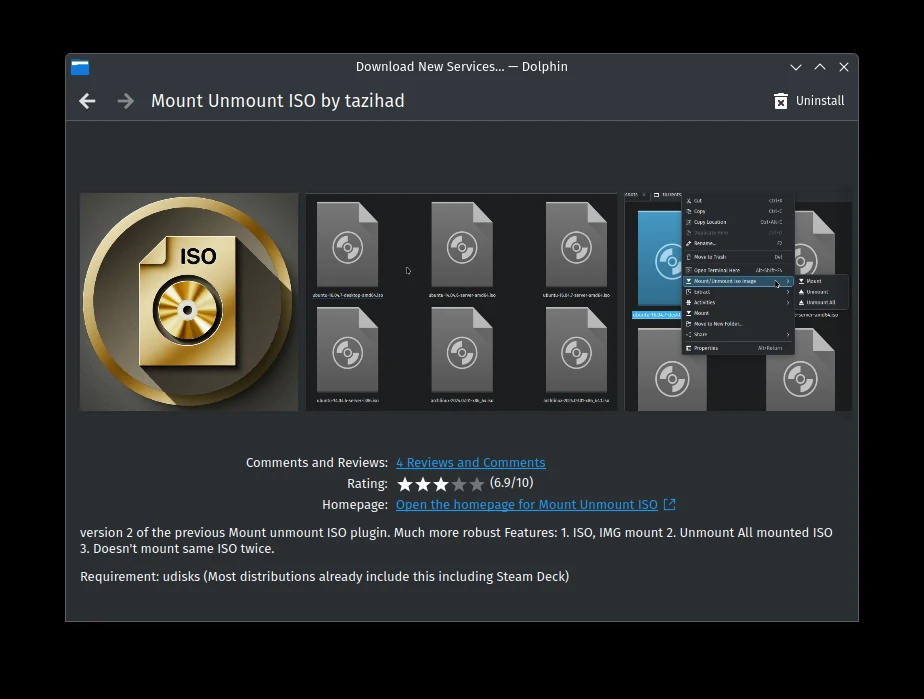 Download New Services... — Dolphin
Mount Unmount ISO by tazihad
Uninstall
ISO
ubuntu-16.04.7-desktop-amd64.iso
ubuntu-14.04.6-server-amd64.iso
ubuntu-16.04.7-server-amd64.iso
Cut Ctrl+X
Copy Ctrl+C
Copy Location Ctrl+Alt+C
Duplicate Here Ctrl+D
Rename... F2
Move to Trash Del
Open Terminal Here Alt+Shift+F4
Mount/Unmount Iso Image
Mount
Extract
Unmount
Activities
Unmount All
Mount
Move to New Folder...
Share
Properties Alt+Return
Comments and Reviews: 4 Reviews and Comments
Rating: (6.9/10)
Homepage: Open the homepage for Mount Unmount ISO
version 2 of the previous Mount unmount ISO plugin. Much more robust Features: 1. ISO, IMG mount 2. Unmount All mounted ISO
3. Doesn't mount same ISO twice.
Requirement: udisks (Most distributions already include this including Steam Deck)